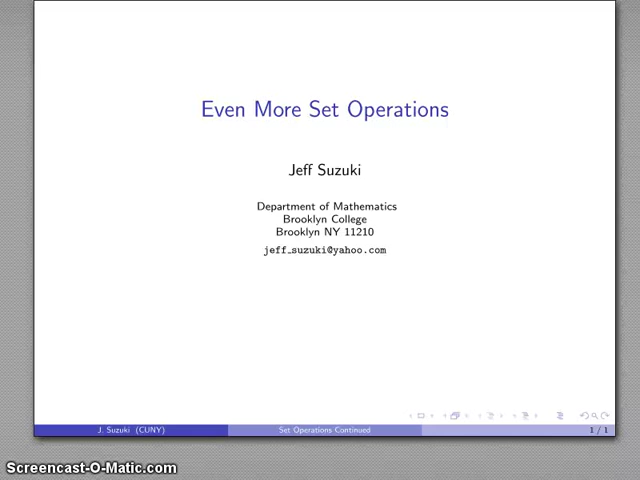 Even More Set Operations
Jeff Suzuki
Department of Mathematics
Brooklyn College
Brooklyn NY 11210
jeff_suzuki@yahoo.com
J. Suzuki (CUNY)
Set Operations Continued
1 / 1
Screencast-O-Matic.com